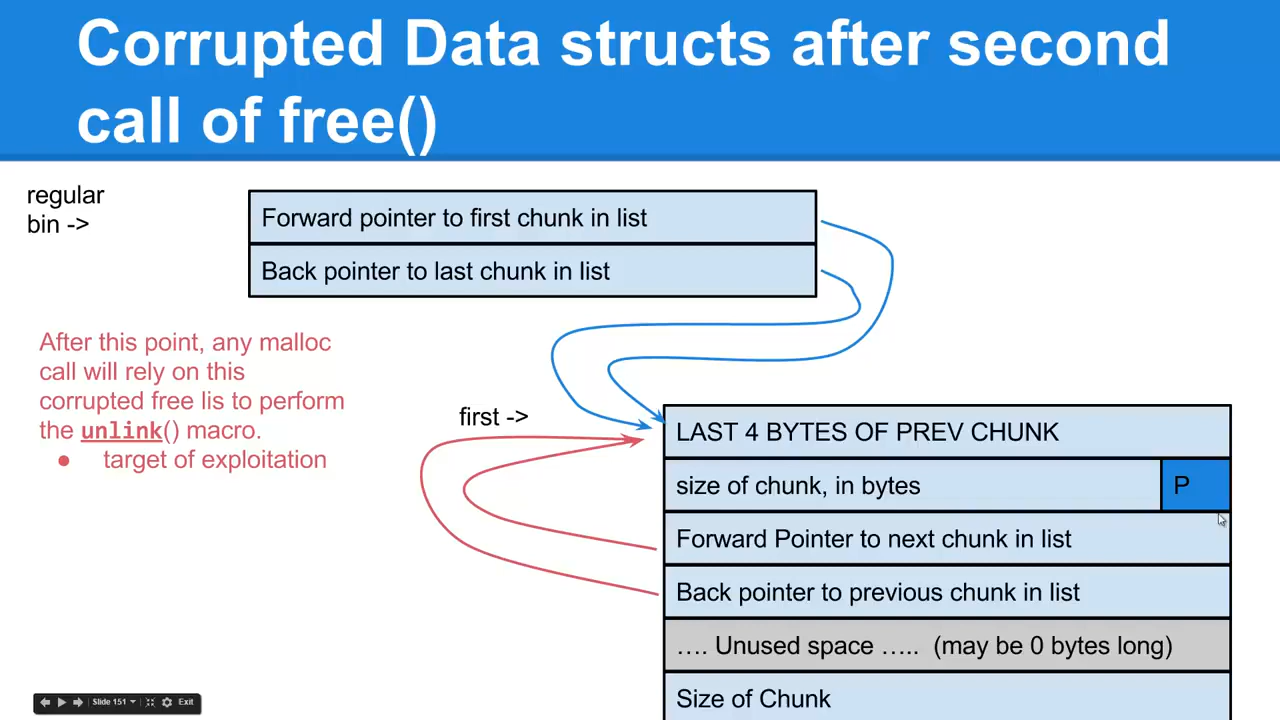 Corrupted Data structs after second
call of free()
regular
bin ->
Forward pointer to first chunk in list
Back pointer to last chunk in list
After this point, any malloc
call will rely on this
corrupted free lis to perform
the unlink() macro.
● target of exploitation
first ->
LAST 4 BYTES OF PREV CHUNK
size of chunk, in bytes
P
Forward Pointer to next chunk in list
Back pointer to previous chunk in list
…. Unused space ….. (may be 0 bytes long)
Size of Chunk
Slide 151
Exit